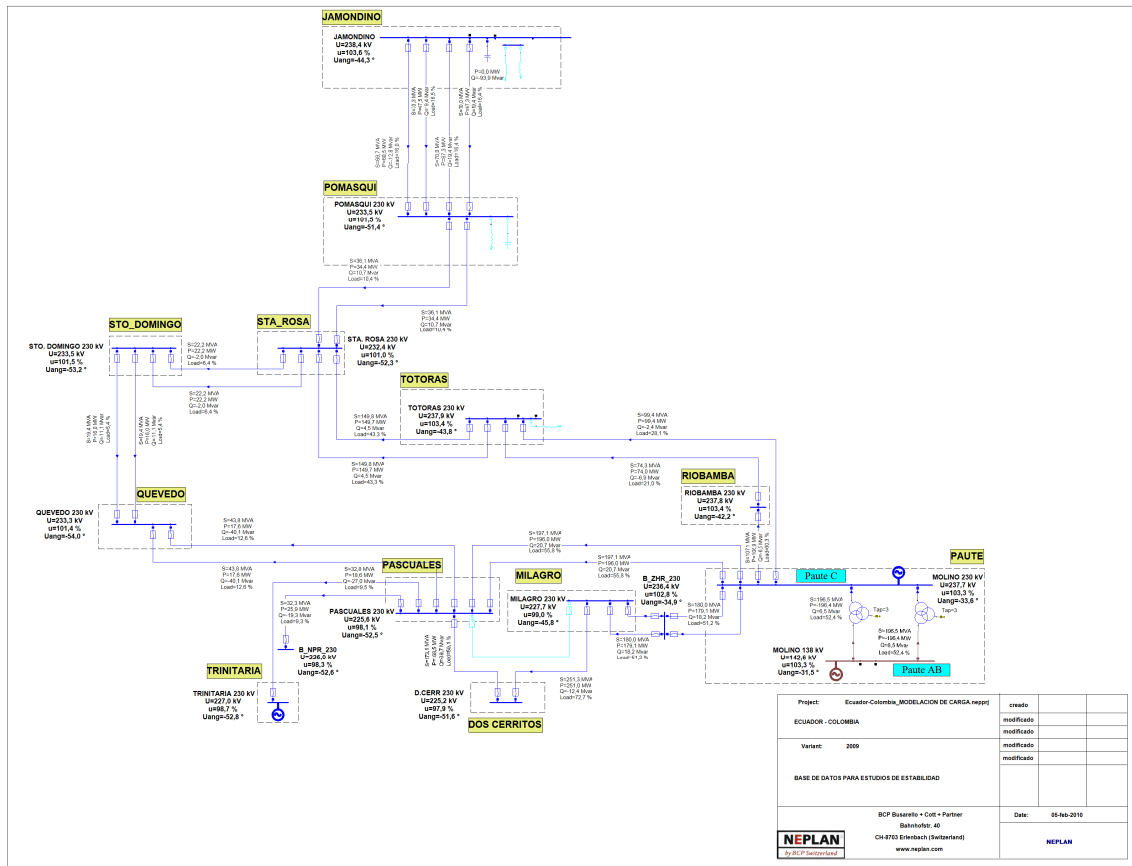 JAMONDINO
JAMONDINO
U=238,4 kV
u=103,6 %
Uang=-44,3 °
P=0,0 MW
Q=-93,9 Mvar
Q=19,4 Mvar
P=67,3 MW
Q=19,4 Mvar
POMASQUI
POMASQUI 230 kV
U=233,5 kV
u=101,5 %
Uang=-51,4 °
S=36,1 MVA
P=34,4 MW
Q=10,7 Mvar
Load=10,4 %
S=36,1 MVA
P=34,4 MW
Q=10,7 Mvar
Load=10,4 %
STO_DOMINGO
STA_ROSA
STO. DOMINGO 230 kV
U=233,5 kV
u=101,5 %
Uang=-53,2 °
S=22,2 MVA
P=22,2 MW
Q=-2,0 Mvar
Load=6,4 %
STA. ROSA 230 kV
U=232,4 kV
u=101,0 %
Uang=-52,3 °
S=22,2 MVA
P=22,2 MW
Q=-2,0 Mvar
Load=6,4 %
TOTORAS
TOTORAS 230 kV
U=237,9 kV
u=103,4 %
Uang=-43,8 °
S=149,8 MVA
P=149,7 MW
Q=4,5 Mvar
Load=43,3 %
S=99,4 MVA
P=99,4 MW
Q=-2,4 Mvar
Load=28,1 %
S=149,8 MVA
P=149,7 MW
Q=4,5 Mvar
Load=43,3 %
S=74,3 MVA
P=74,0 MW
Q=-6,9 Mvar
Load=21,0 %
RIOBAMBA
RIOBAMBA 230 kV
U=237,8 kV
u=103,4 %
Uang=-42,2 °
QUEVEDO
QUEVEDO 230 kV
U=233,3 kV
u=101,4 %
Uang=-54,0 °
S=43,8 MVA
P=17,6 MW
Q=-40,1 Mvar
Load=12,6 %
S=43,8 MVA
P=17,6 MW
Q=-40,1 Mvar
Load=12,6 %
S=197,1 MVA
P=196,0 MW
Q=20,7 Mvar
Load=55,8 %
S=197,1 MVA
P=196,0 MW
Q=20,7 Mvar
Load=55,8 %
PASCUALES
S=32,8 MVA
P=18,6 MW
Q=-27,0 Mvar
Load=9,5 %
S=32,3 MVA
P=25,9 MW
Q=-19,3 Mvar
Load=9,3 %
PASCUALES 230 kV
U=225,6 kV
u=98,1 %
Uang=-52,5 °
MILAGRO
MILAGRO 230 kV
U=227,7 kV
u=99,0 %
Uang=-45,8 °
B_ZHR_230
U=236,4 kV
u=102,8 %
Uang=-34,9 °
S=180,0 MVA
P=179,1 MW
Q=18,2 Mvar
Load=51,2 %
S=180,0 MVA
P=179,1 MW
Q=18,2 Mvar
Load=51,2 %
PAUTE
Paute C
MOLINO 230 kV
U=237,7 kV
u=103,3 %
Uang=-33,6 °
S=196,5 MVA
P=-196,4 MW
Q=6,5 Mvar
Load=52,4 %
Tap=3
Tap=3
S=196,5 MVA
P=-196,4 MW
Q=6,5 Mvar
Load=52,4 %
MOLINO 138 kV
U=142,6 kV
u=103,3 %
Uang=-31,5 °
Paute AB
B_NPR_230
U=226,0 kV
u=98,3 %
Uang=-52,6 °
TRINITARIA
TRINITARIA 230 kV
U=227,0 kV
u=98,7 %
Uang=-52,8 °
D.CERR 230 kV
U=225,2 kV
u=97,9 %
Uang=-51,6 °
DOS CERRITOS
S=251,3 MVA
P=251,0 MW
Q=-12,4 Mvar
Load=72,7 %
Project: Ecuador-Colombia_MODELACION DE CARGA.nepprj
creado
ECUADOR - COLOMBIA
modificado
modificado
Variant: 2009
modificado
modificado
BASE DE DATOS PARA ESTUDIOS DE ESTABILIDAD
BCP Busarello + Cott + Partner
Bahnhofstr. 40
CH-8703 Erlenbach (Switzerland)
www.neplan.com
Date: 05-feb-2010
NEPLAN
by BCP Switzerland
NEPLAN